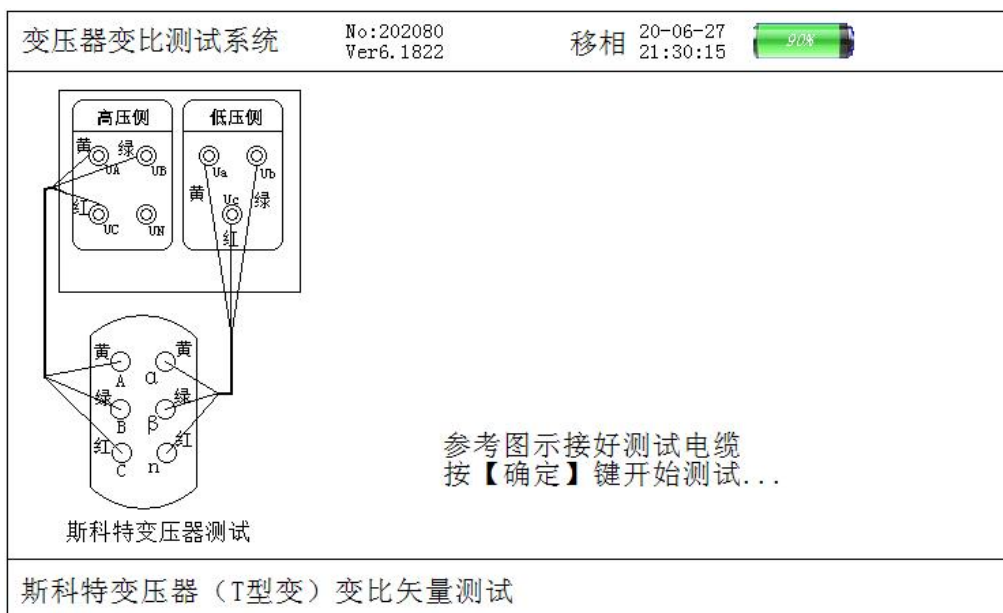 变压器变比测试系统
No:202080
Ver6.1822
移相
20-06-27
21:30:15
90%
高压侧
低压侧
黄
绿
UA
UB
Ua
Ub
黄
Uc
绿
红
UC
UN
红
黄
黄
A
α
绿
绿
B
β
红
红
C
n
参考图示接好测试电缆
按【确定】键开始测试...
斯科特变压器测试
斯科特变压器（T型变）变比矢量测试